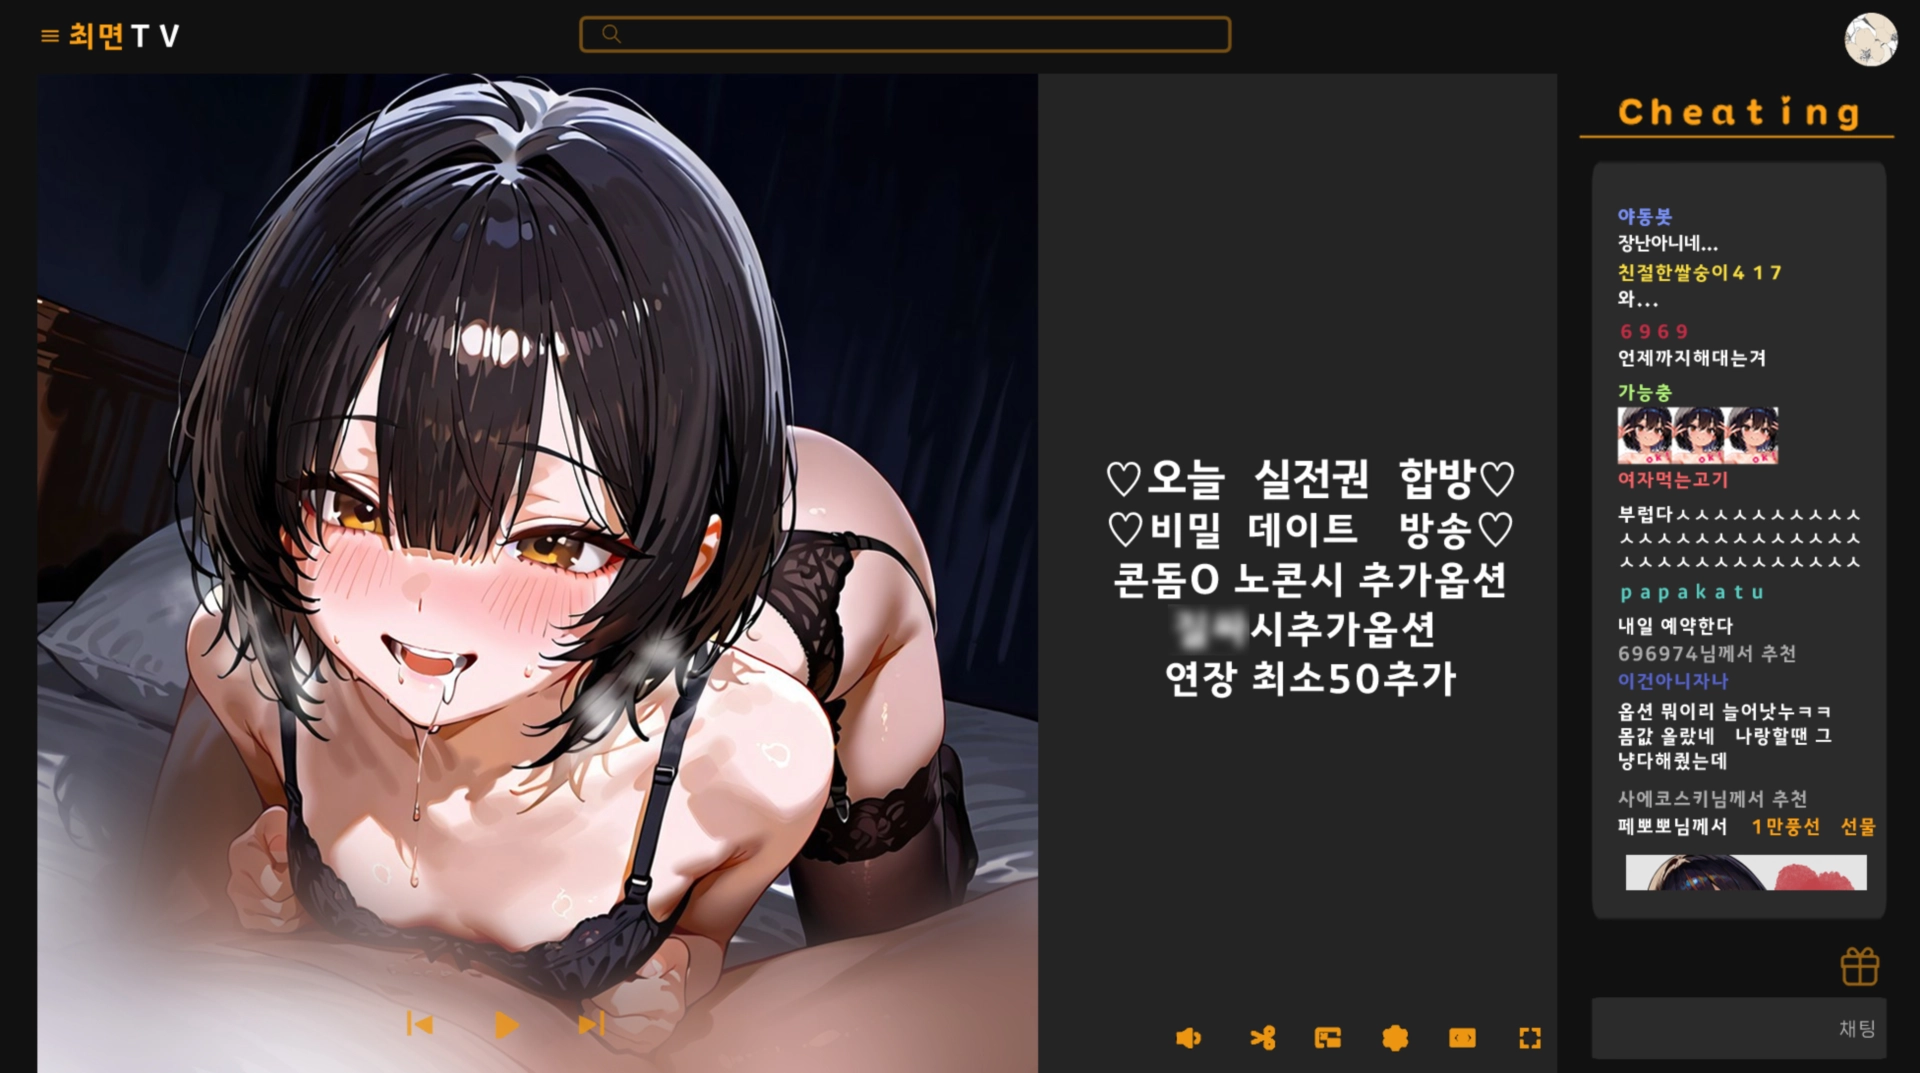 최면TV
Cheating
♡오늘 실전권 합방♡
♡비밀 데이트 방송♡
콘돔O 노콘시 추가옵션
시추가옵션
연장 최소50추가
야동봇
장난아니네...
친절한쌀숭이417
와...
6969
언제까지해대는겨
가능충
여자먹는고기
부럽다ㅅㅅㅅㅅㅅㅅㅅㅅㅅㅅ
ㅅㅅㅅㅅㅅㅅㅅㅅㅅㅅㅅㅅㅅ
ㅅㅅㅅㅅㅅㅅㅅㅅㅅㅅㅅㅅㅅ
papakatu
내일 예약한다
696974님께서 추천
이건아니자나
옵션 뭐이리 늘어낫누ㅋㅋ
몸값 올랐네 나랑할땐 그
냥다해줬는데
사에코스키님께서 추천
페뽀뽀님께서 1만풍선 선물
채팅